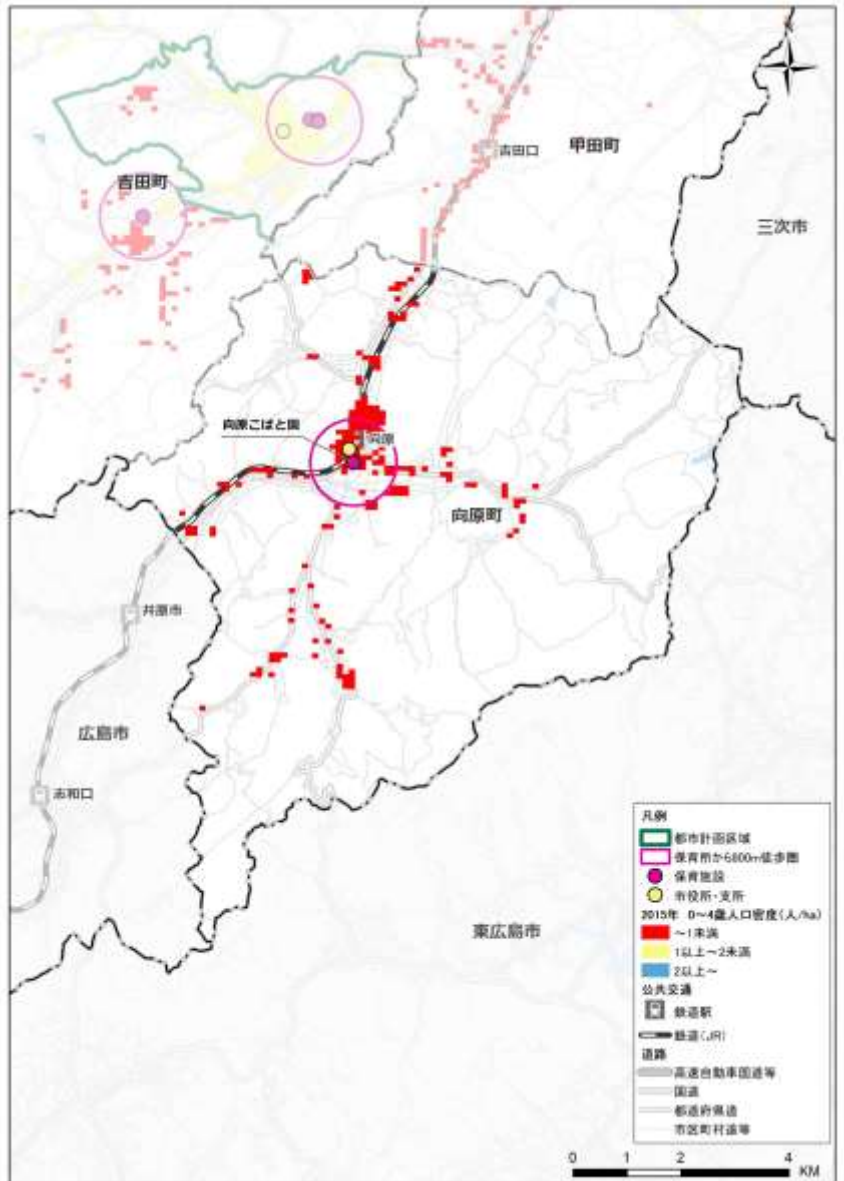 吉田口
甲田町
吉田町
三次市
向原こばと園
向原
向原町
井原市
広島市
志和口
東広島市
凡例
都市計画区域
保育所から800m徒歩圏
保育施設
市役所・支所
2015年 0～4歳人口密度(人/ha)
～1未満
1以上～2未満
2以上～
公共交通
鉄道駅
鉄道(JR)
道路
高速自動車国道等
国道
都道府県道
市区町村道等
0 1 2 4
KM